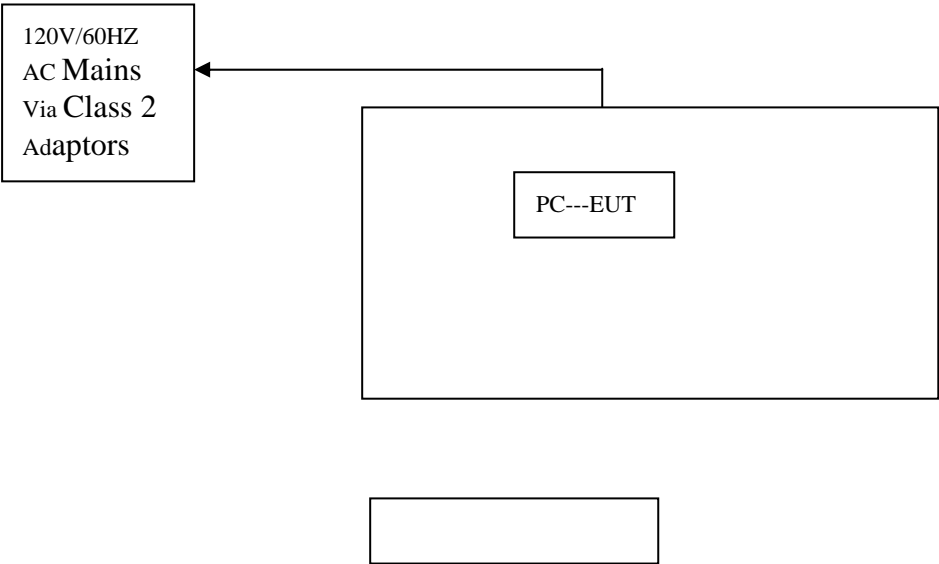 120V/60HZ
AC Mains
Via Class 2
Adaptors
PC---EUT